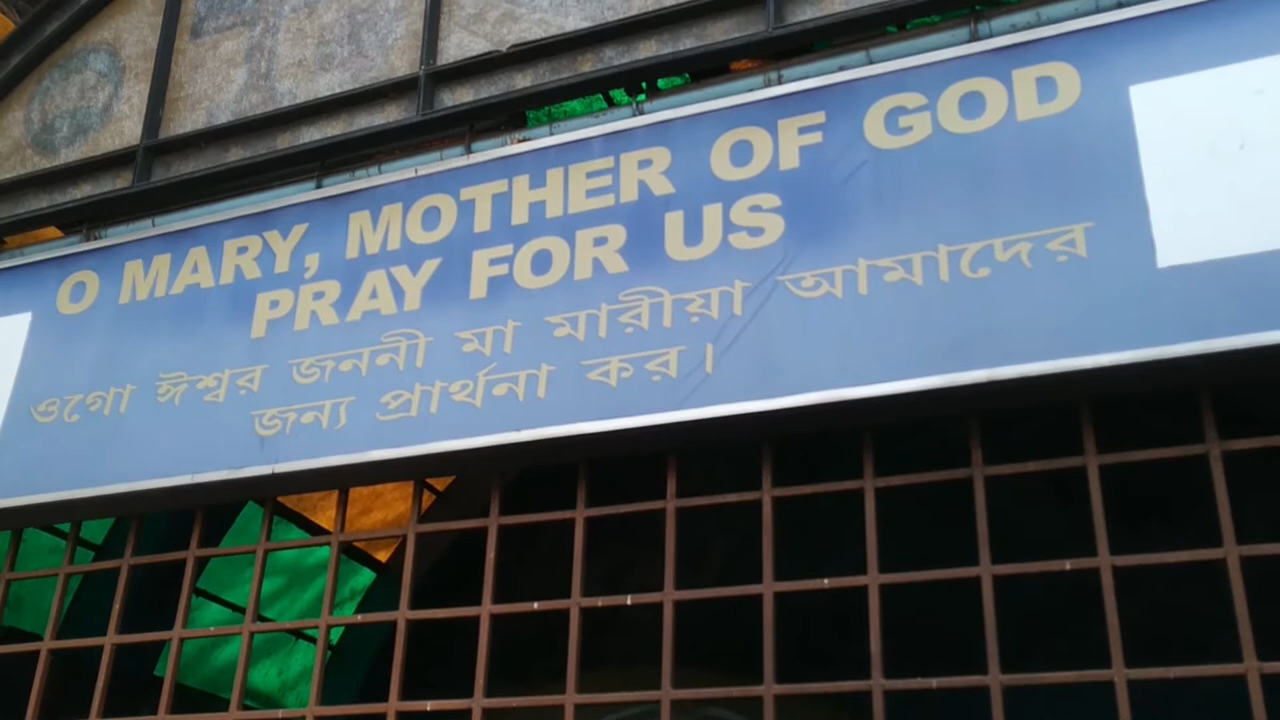 O MARY, MOTHER OF GOD
PRAY FOR US
ওগো ঈশ্বর জননী মা মারীয়া আমাদের
জন্য প্রার্থনা কর।